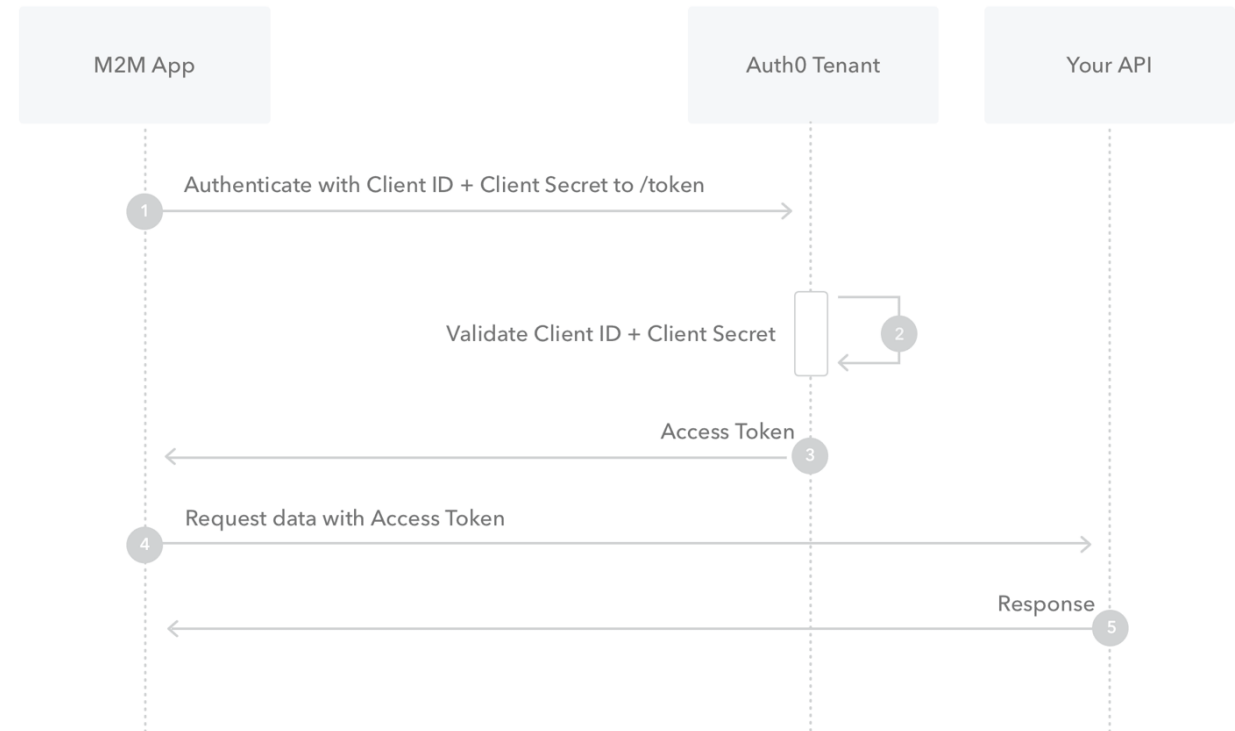 M2M App
Auth0 Tenant
Your API
Authenticate with Client ID + Client Secret to /token
1
Validate Client ID + Client Secret
2
Access Token
3
Request data with Access Token
4
Response
5